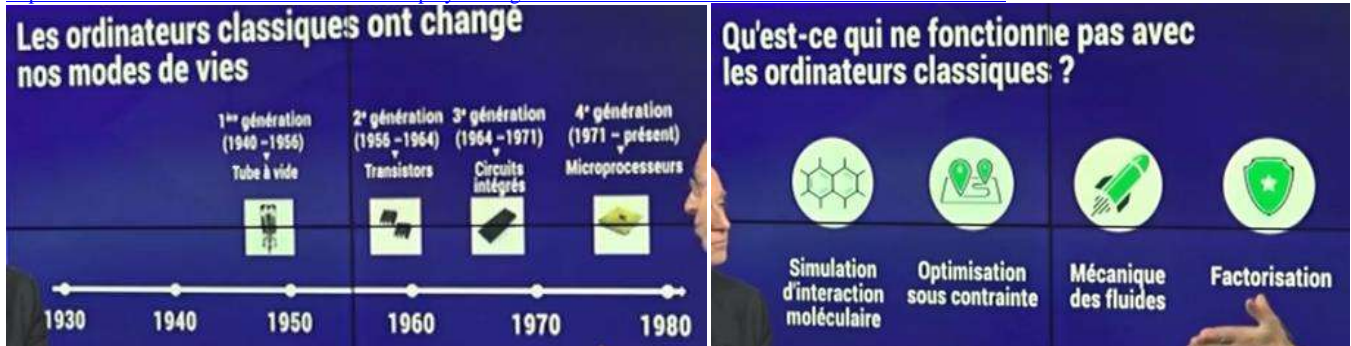 Les ordinateurs classiques ont changé
nos modes de vies
1ère génération
(1940 –1956)
Tube à vide
2e génération
(1956 –1964)
Transistors
3e génération
(1964 –1971)
Circuits
intégrés
4e génération
(1971 – présent)
Microprocesseurs
1930 1940 1950 1960 1970 1980
Qu'est-ce qui ne fonctionne pas avec
les ordinateurs classiques ?
Simulation
d'interaction
moléculaire
Optimisation
sous contrainte
Mécanique
des fluides
Factorisation